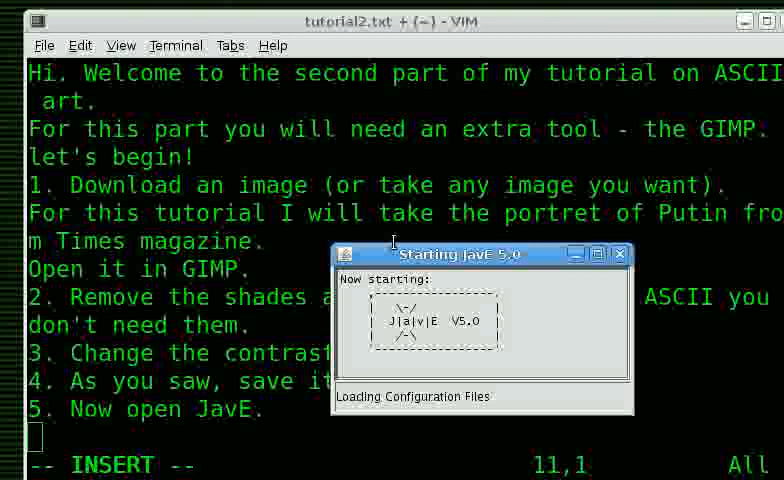 tutorial2.txt + (~) - VIM
File Edit View Terminal Tabs Help
Hi. Welcome to the second part of my tutorial on ASCII
art.
For this part you will need an extra tool - the GIMP.
let's begin!
1. Download an image (or take any image you want).
For this tutorial I will take the portret of Putin fro
m Times magazine.
Open it in GIMP.
2. Remove the shades a
ASCII you
don't need them.
3. Change the contrast
4. As you saw, save it
5. Now open JavE.
Starting JavE 5.0
Now starting:
\-/
J|a|v|E V5.0
/-\
Loading Configuration Files
-- INSERT --
11,1
All